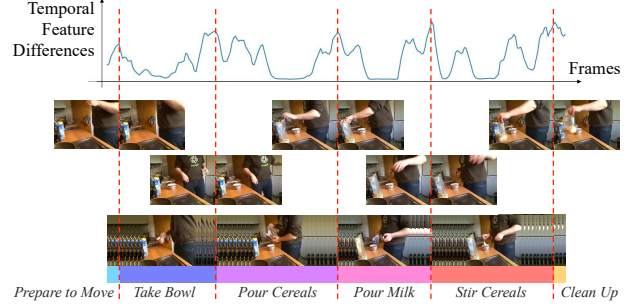 Temporal
Feature
Differences
Frames
Prepare to Move
Take Bowl
Pour Cereals
Pour Milk
Stir Cereals
Clean Up